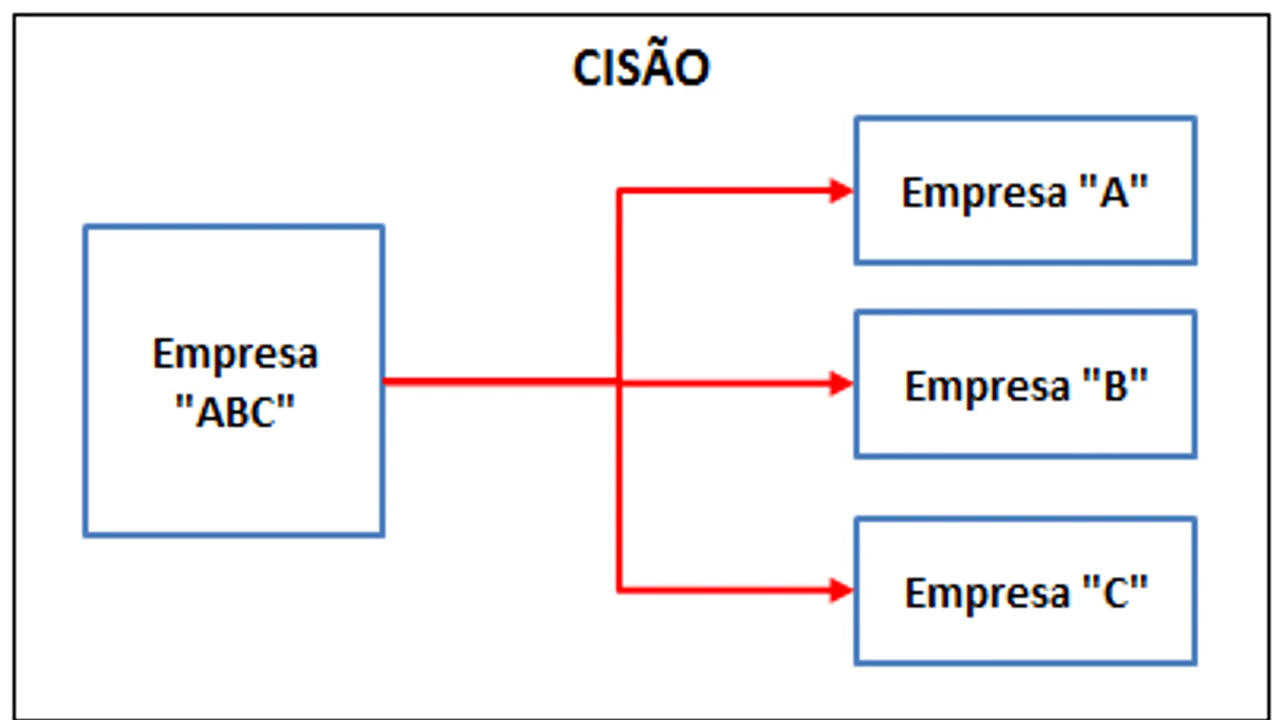 CISÃO
Empresa
"ABC"
Empresa "A"
Empresa "B"
Empresa "C"